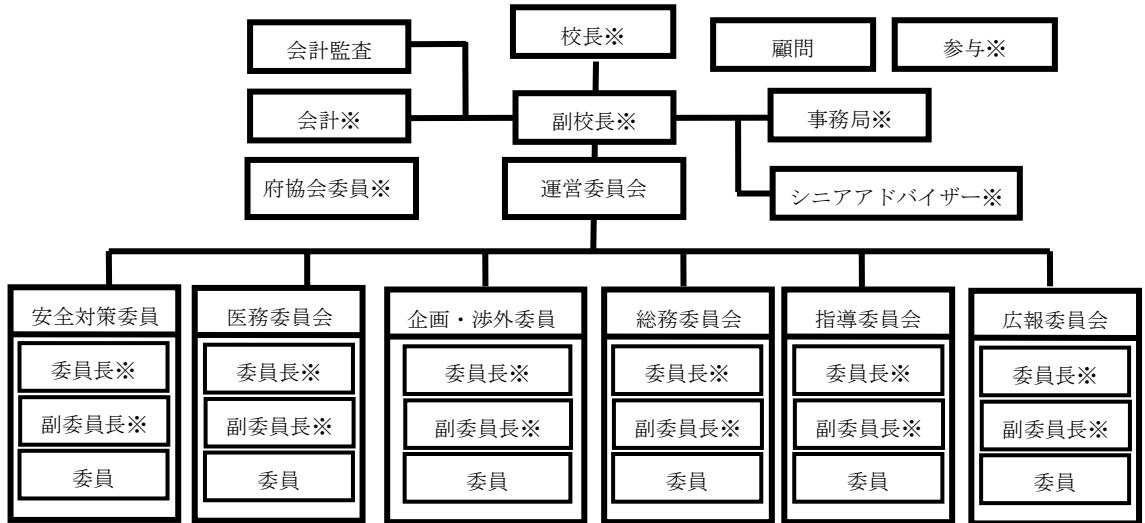 会計監査
校長※
顧問
参与※
会計※
副校長※
事務局※
府協会委員※
運営委員会
シニアアドバイザー※
安全対策委員
委員長※
副委員長※
委員
医務委員会
委員長※
副委員長※
委員
企画・渉外委員
委員長※
副委員長※
委員
総務委員会
委員長※
副委員長※
委員
指導委員会
委員長※
副委員長※
委員
広報委員会
委員長※
副委員長※
委員